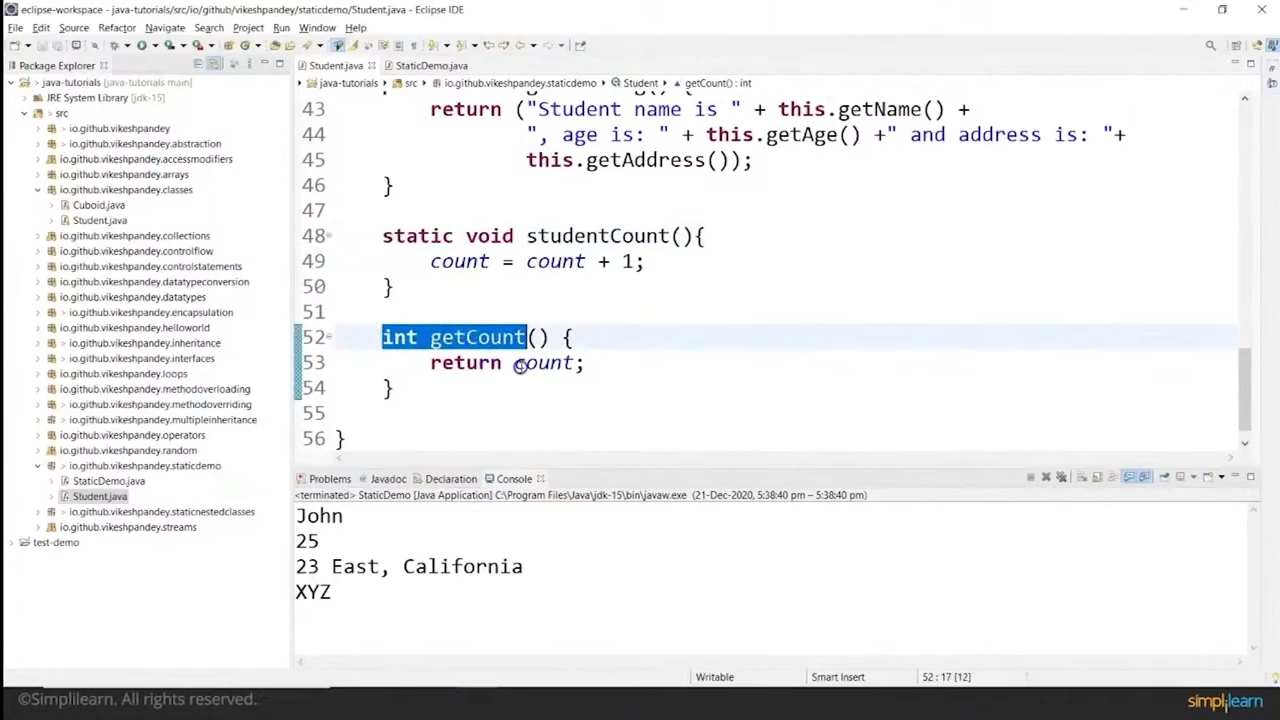 eclipse-workspace - java-tutorials/src/io/github/vikeshpandey/staticdemo/Student.java - Eclipse IDE
File Edit Source Refactor Navigate Search Project Run Window Help
Package Explorer
Student.java StaticDemo.java
java-tutorials src io.github.vikeshpandey.staticdemo Student getCount() : int
java-tutorials (java-tutorials main)
JRE System Library [jdk-15]
src
io.github.vikeshpandey
io.github.vikeshpandey.abstraction
io.github.vikeshpandey.accessmodifiers
io.github.vikeshpandey.arrays
io.github.vikeshpandey.classes
Cuboid.java
Student.java
io.github.vikeshpandey.collections
io.github.vikeshpandey.controlflow
io.github.vikeshpandey.controlstatements
io.github.vikeshpandey.datatypeconversion
io.github.vikeshpandey.datatypes
io.github.vikeshpandey.encapsulation
io.github.vikeshpandey.helloworld
io.github.vikeshpandey.inheritance
io.github.vikeshpandey.interfaces
io.github.vikeshpandey.loops
io.github.vikeshpandey.methodoverloading
io.github.vikeshpandey.methodoverriding
io.github.vikeshpandey.multipleinheritance
io.github.vikeshpandey.operators
io.github.vikeshpandey.random
io.github.vikeshpandey.staticdemo
StaticDemo.java
Student.java
io.github.vikeshpandey.staticnestedclasses
io.github.vikeshpandey.streams
test-demo
43 return ("Student name is " + this.getName() +
44 ", age is: " + this.getAge() +" and address is: "+
45 this.getAddress());
46 }
47
48 static void studentCount(){
49 count = count + 1;
50 }
51
52 int getCount() {
53 return count;
54 }
55
56 }
Problems Javadoc Declaration Console
<terminated> StaticDemo [Java Application] C:\Program Files\Java\jdk-15\bin\javaw.exe (21-Dec-2020, 5:38:40 pm – 5:38:40 pm)
John
25
23 East, California
XYZ
Writable Smart Insert 52 : 17 [12]
©Simplilearn. All rights reserved.
simplilearn